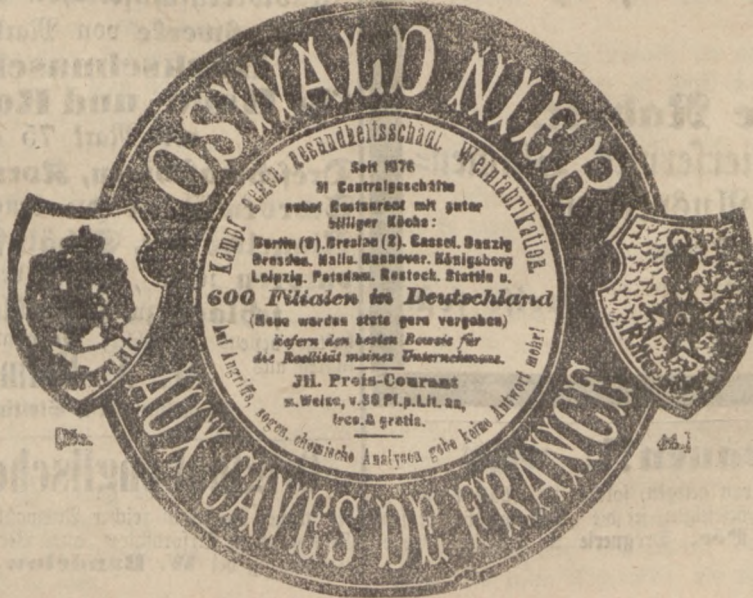 OSWALD NIER
Kampf gegen gesundheitsschädl. Weinfabrikation.
Seit 1876
21 Centralgeschäfte
nebst Restaurant mit guter
billiger Küche:
Berlin (9). Breslau (2). Cassel. Danzig
Dresden. Halle. Hannover. Königsberg
Leipzig. Potsdam. Rostock. Stettin u.
600 Filialen in Deutschland
(Neue werden stets gern vergeben)
liefern den besten Beweis für
die Reellität meines Unternehmens.
Ill. Preis-Courant
m. Weine, v. 80 Pf. p. Lit. an,
frco. & gratis.
Auf Angriffe, sogen. chemische Analysen gebe keine Antwort mehr!
AUX CAVES DE FRANCE